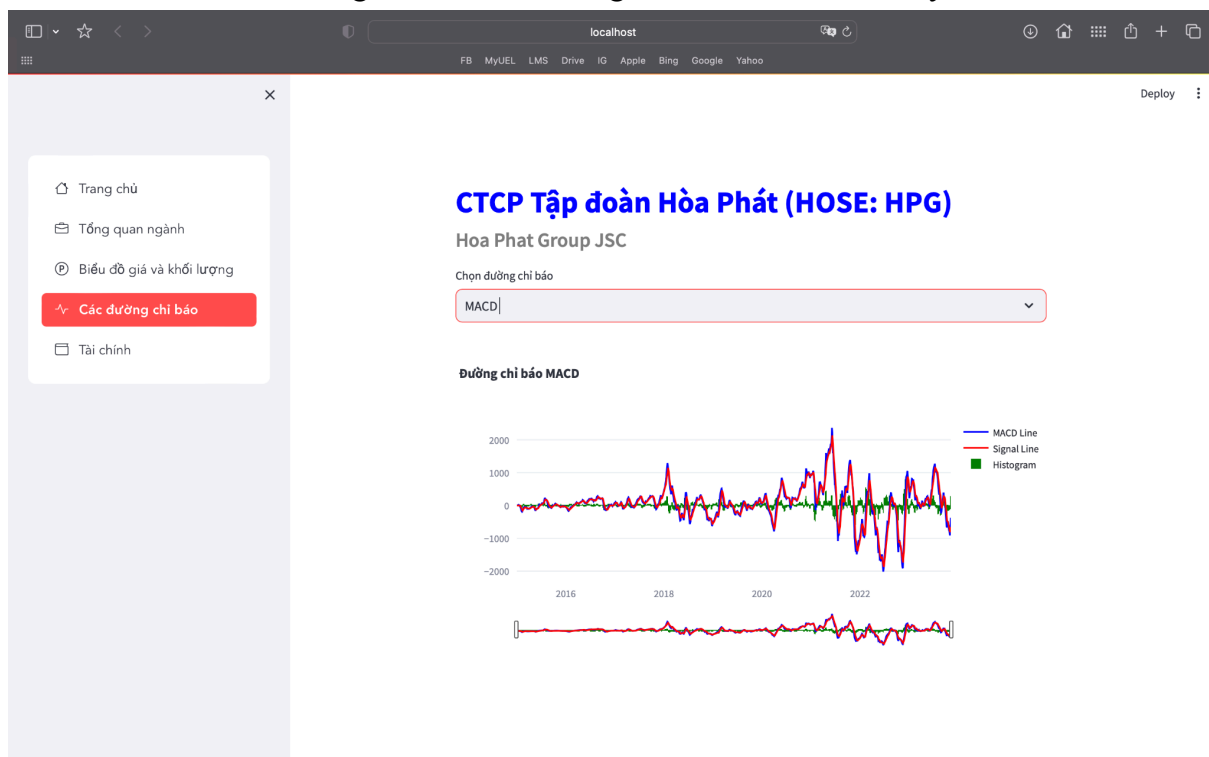 localhost
FB MyUEL LMS Drive IG Apple Bing Google Yahoo
Deploy
Trang chủ
Tổng quan ngành
Biểu đồ giá và khối lượng
Các đường chỉ báo
Tài chính
CTCP Tập đoàn Hòa Phát (HOSE: HPG)
Hoa Phat Group JSC
Chọn đường chỉ báo
MACD
Đường chỉ báo MACD
MACD Line
Signal Line
Histogram
2000
1000
0
−1000
−2000
2016 2018 2020 2022